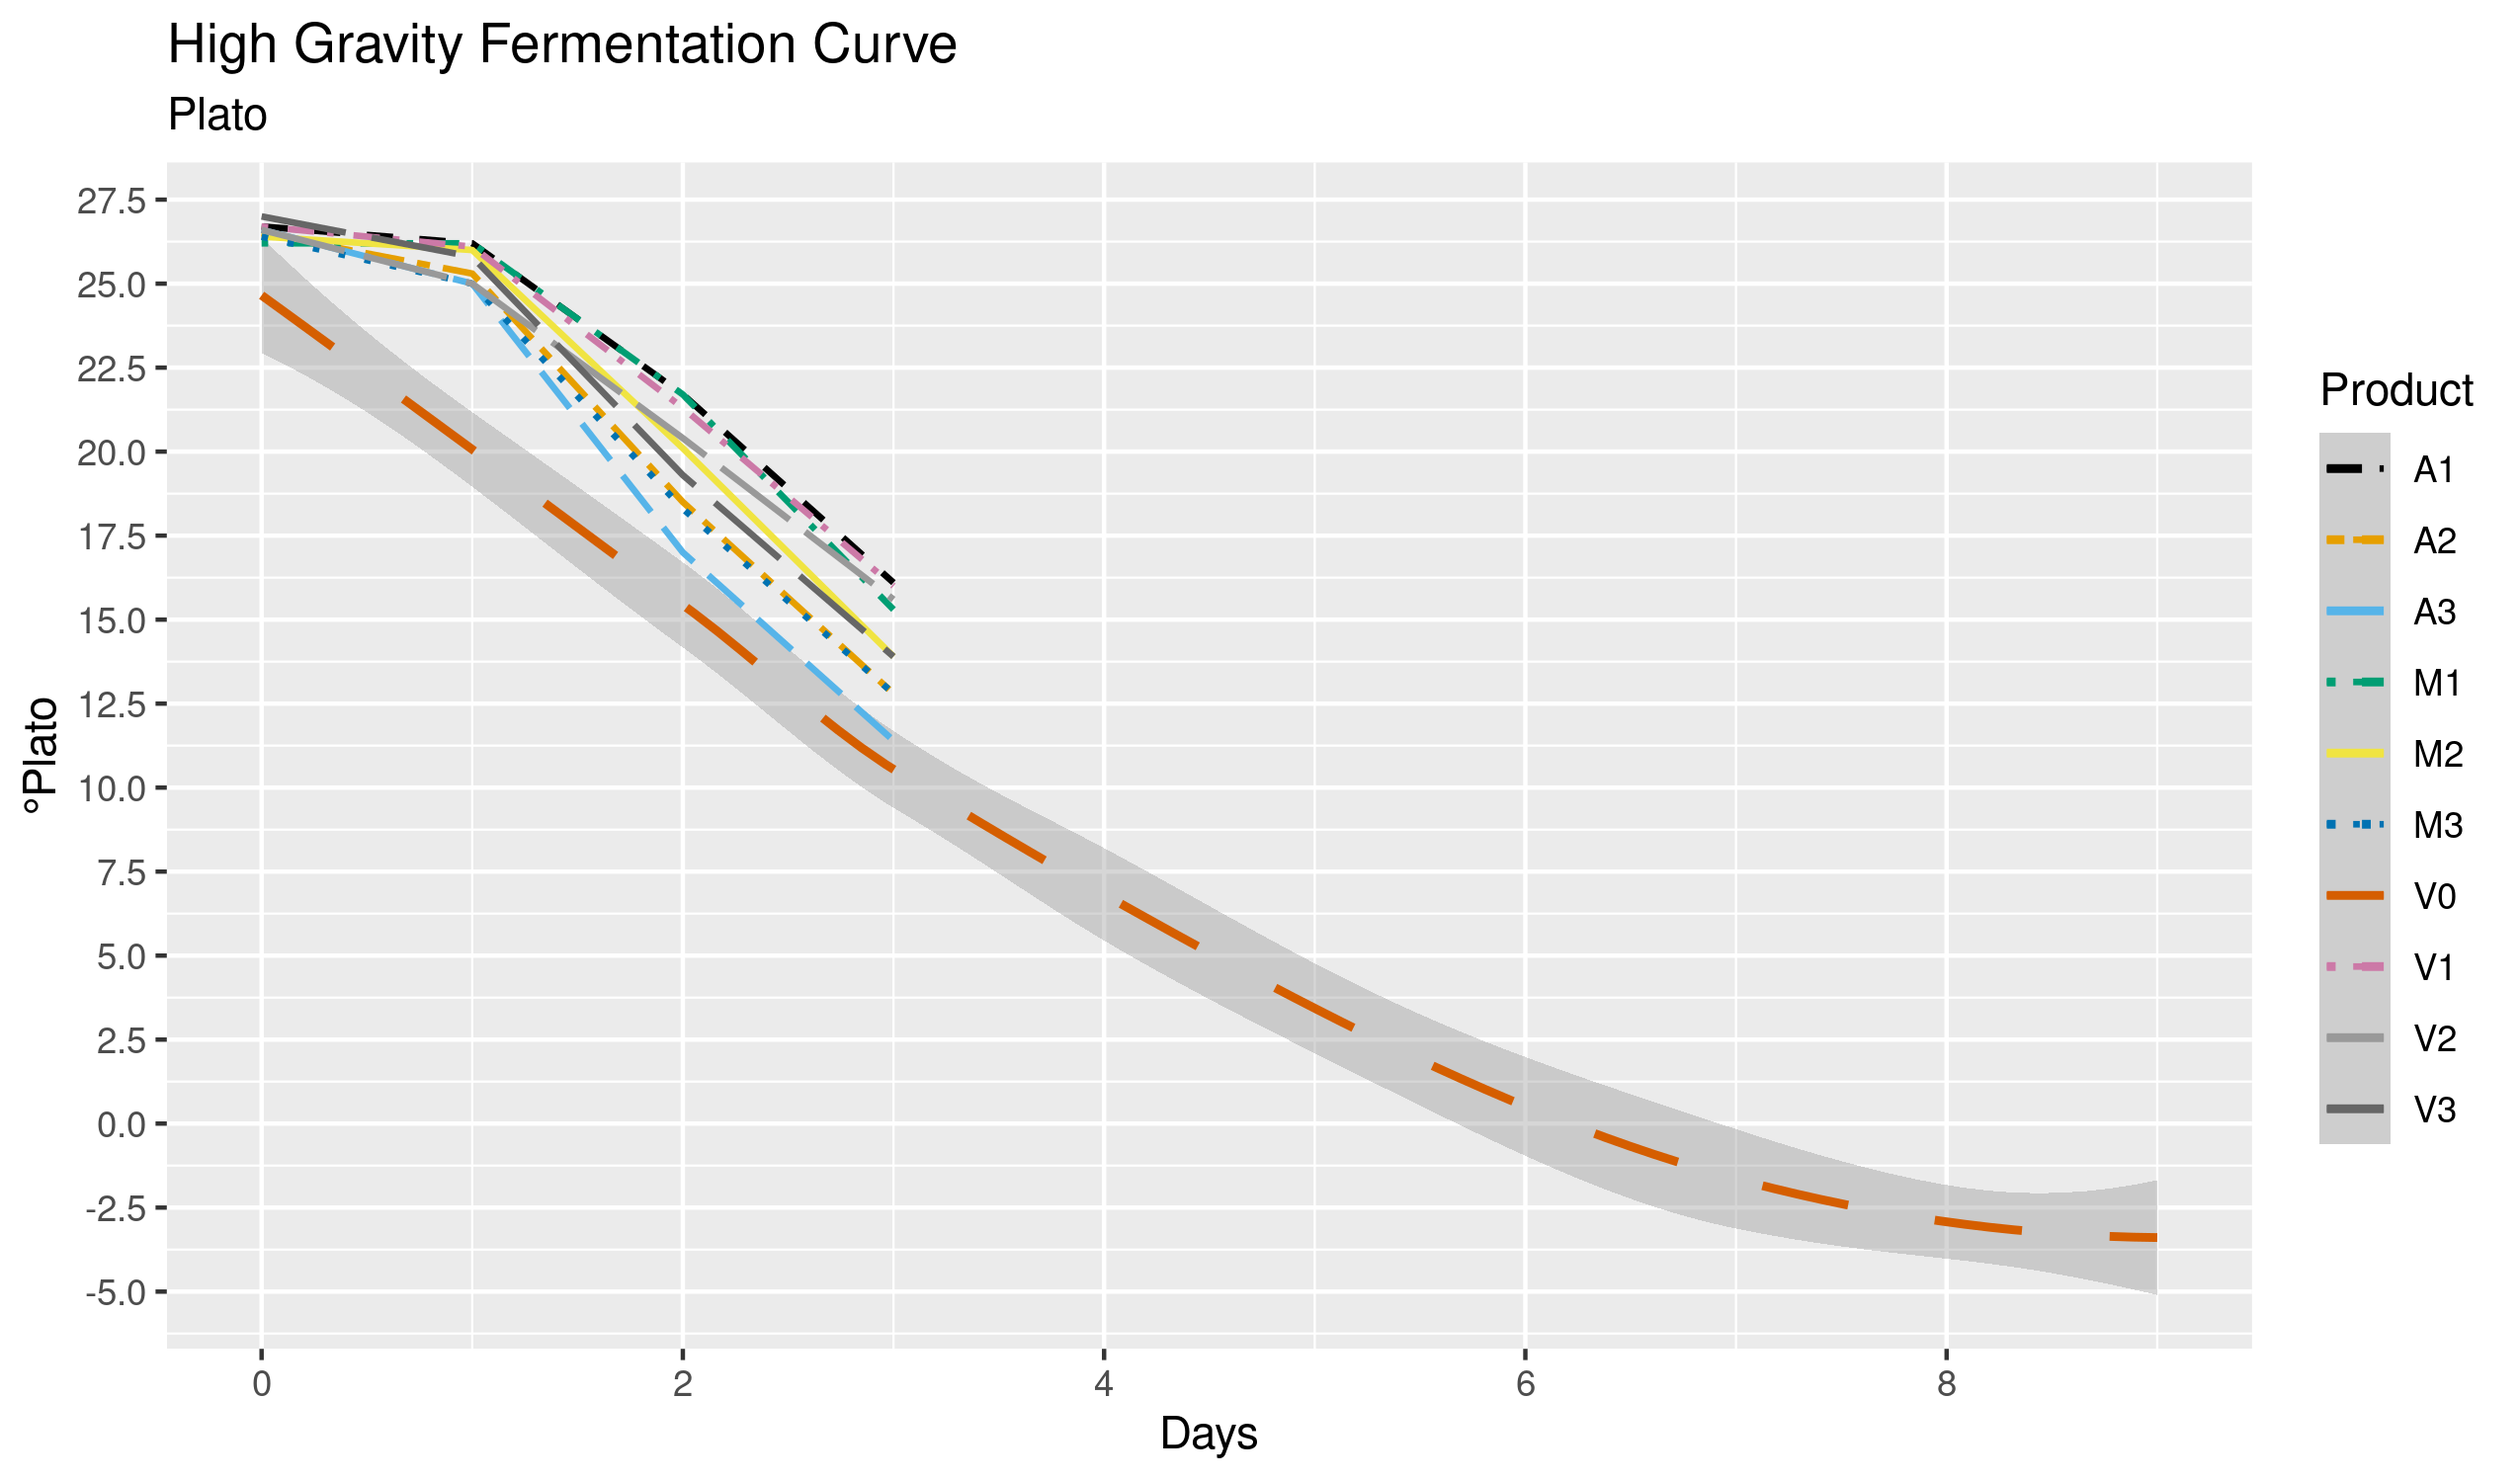 High Gravity Fermentation Curve
Plato
27.5
25.0
22.5
20.0
17.5
15.0
12.5
10.0
7.5
5.0
2.5
0.0
-2.5
-5.0
°Plato
0
2
4
6
8
Days
Product
A1
A2
A3
M1
M2
M3
V0
V1
V2
V3